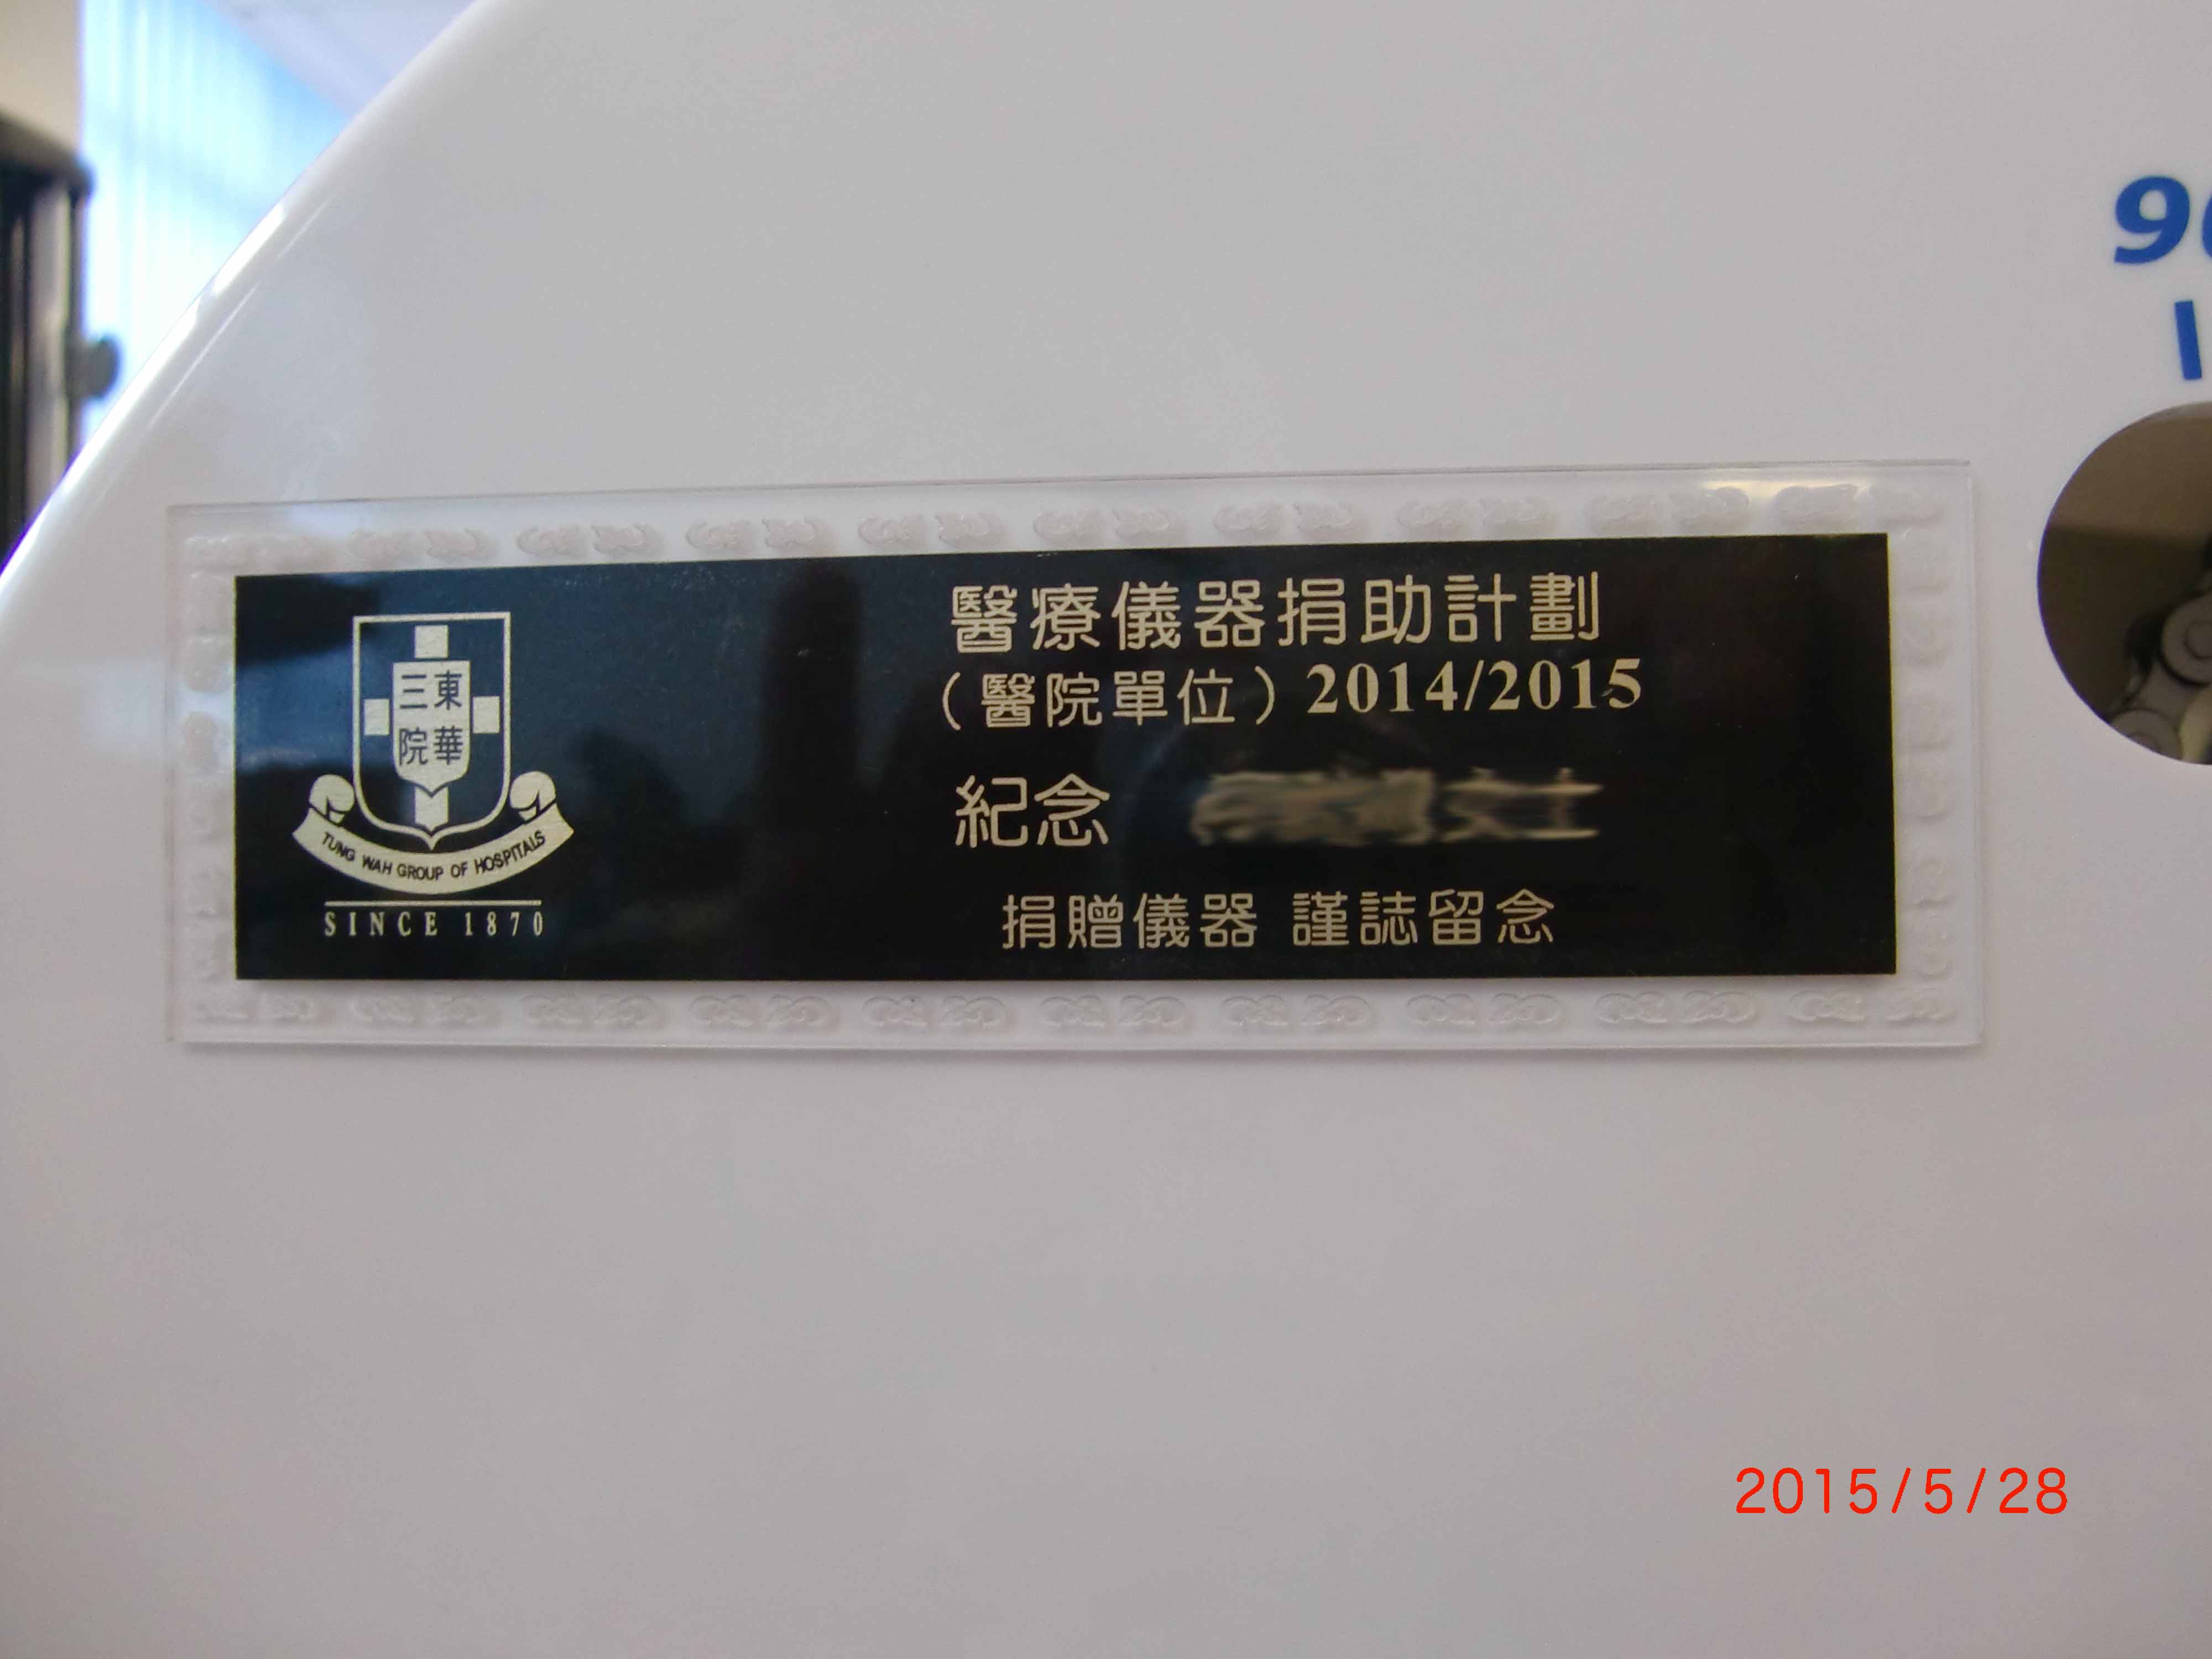 三東
院華
TUNG WAH GROUP OF HOSPITALS
SINCE 1870
醫療儀器捐助計劃
(醫院單位) 2014/2015
紀念 女士
捐贈儀器 謹誌留念
2015/5/28